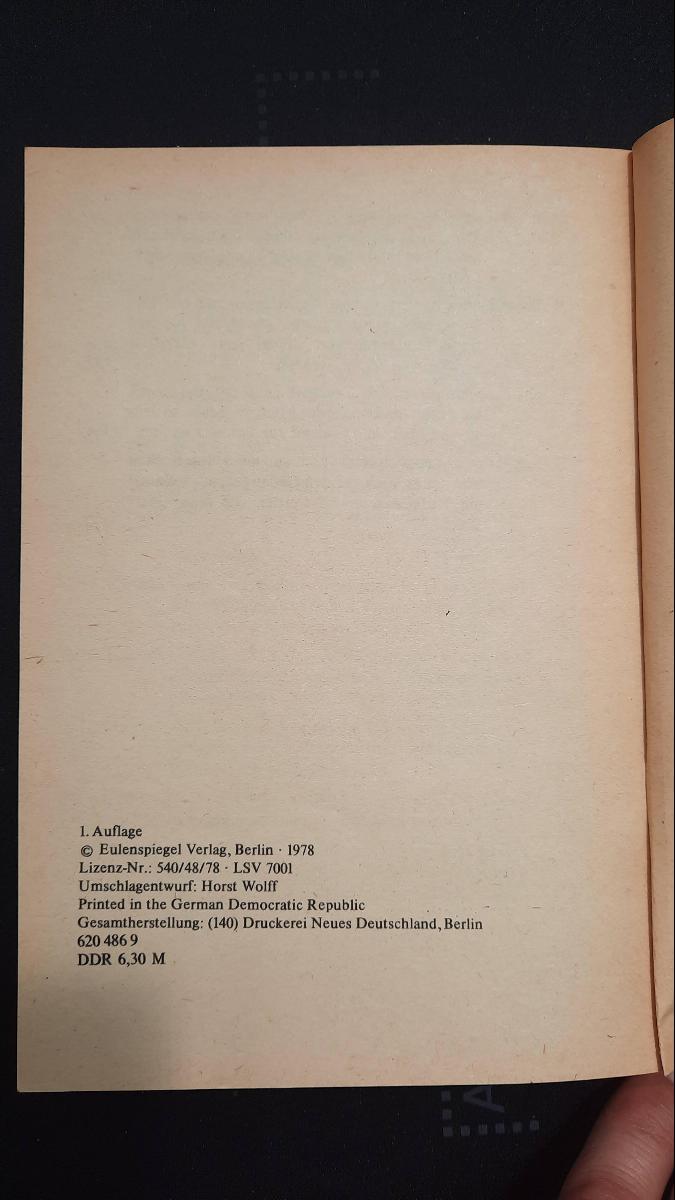 1. Auflage
© Eulenspiegel Verlag, Berlin · 1978
Lizenz-Nr.: 540/48/78 · LSV 7001
Umschlagentwurf: Horst Wolff
Printed in the German Democratic Republic
Gesamtherstellung: (140) Druckerei Neues Deutschland, Berlin
620 486 9
DDR 6,30 M
A